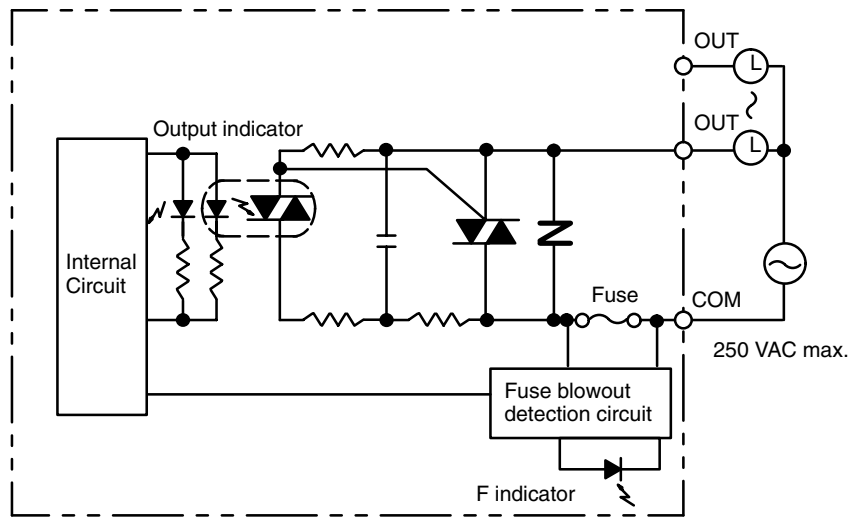 OUT
L
OUT
L
Output indicator
Internal
Circuit
Fuse
COM
250 VAC max.
Fuse blowout
detection circuit
F indicator